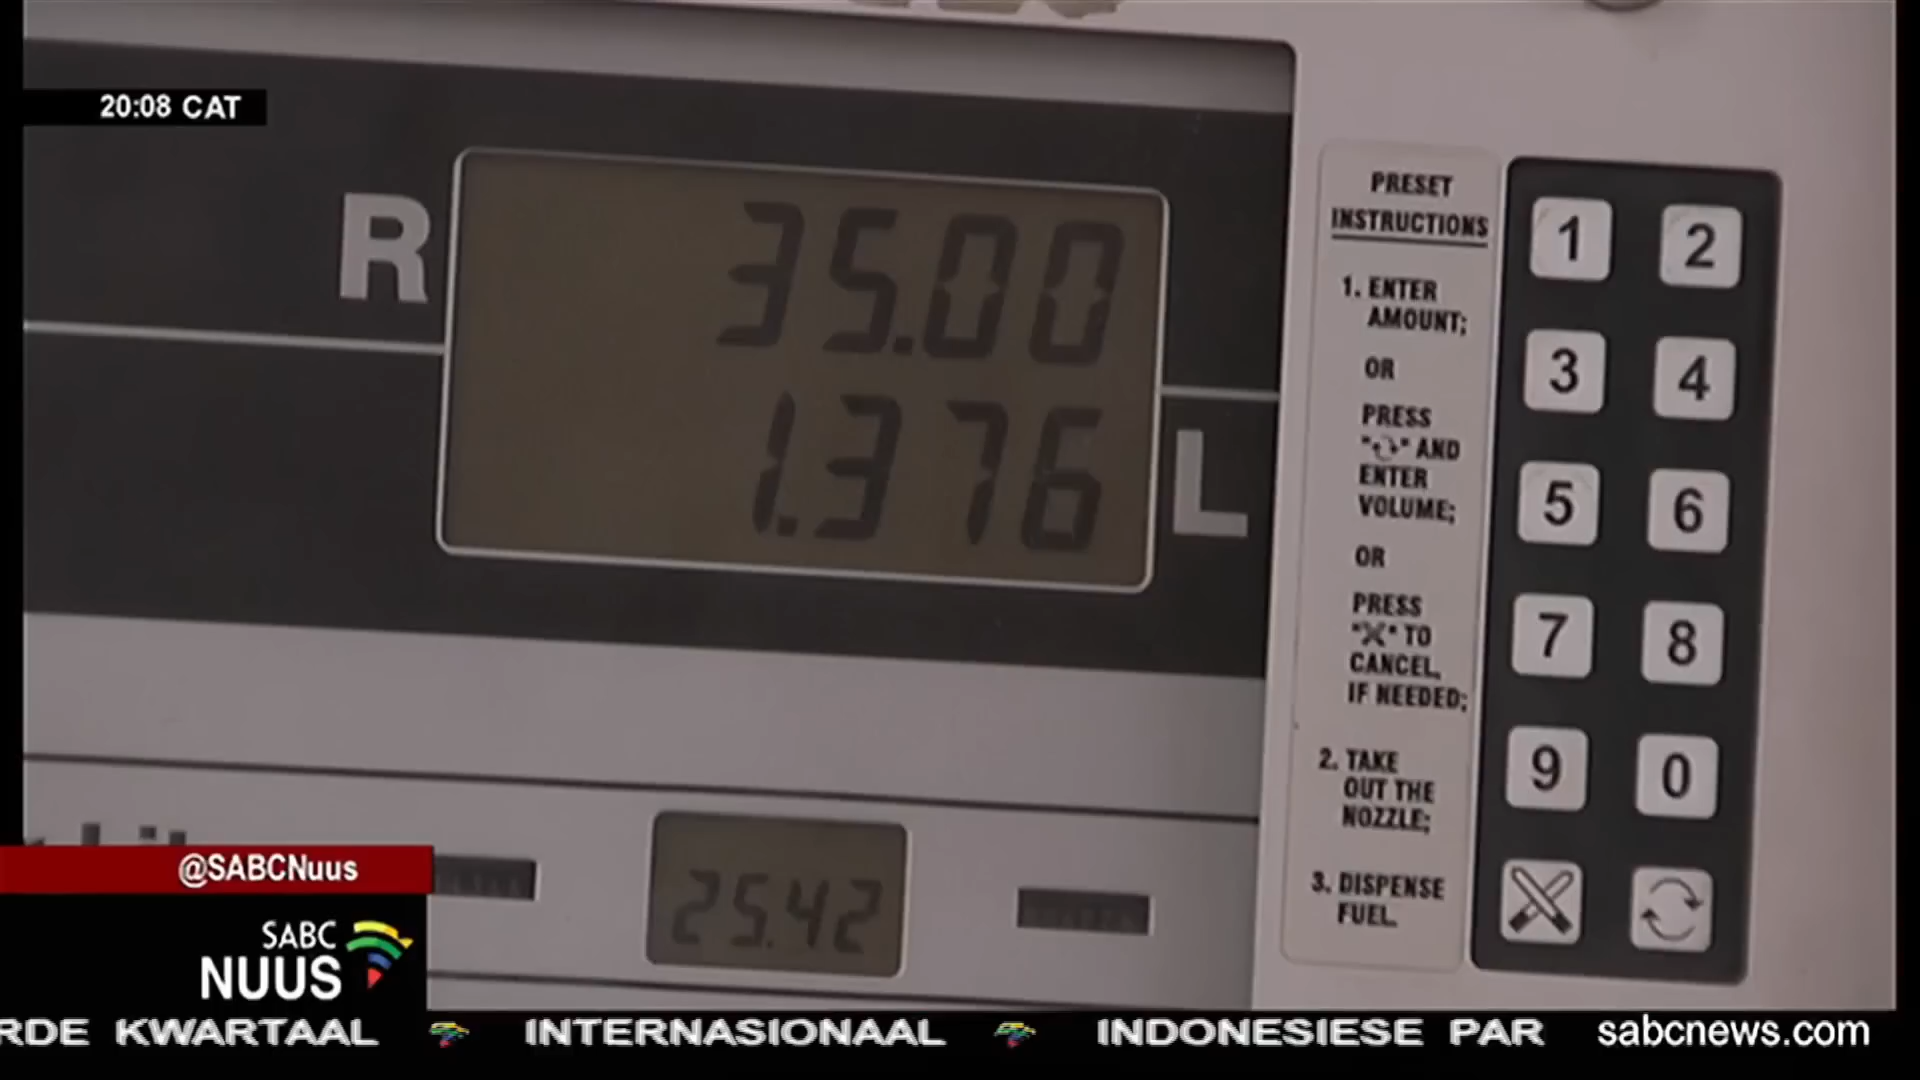 20:08 CAT
R
35.00
1.376
L
PRESET
INSTRUCTIONS
1. ENTER
AMOUNT;
OR
PRESS
"" AND
ENTER
VOLUME;
OR
PRESS
"X" TO
CANCEL,
IF NEEDED;
2. TAKE
OUT THE
NOZZLE;
3. DISPENSE
FUEL.
1 2
3 4
5 6
7 8
9 0
25.42
@SABCNuus
SABC
NUUS
RDE KWARTAAL INTERNASIONAAL INDONESIESE PAR
sabcnews.com